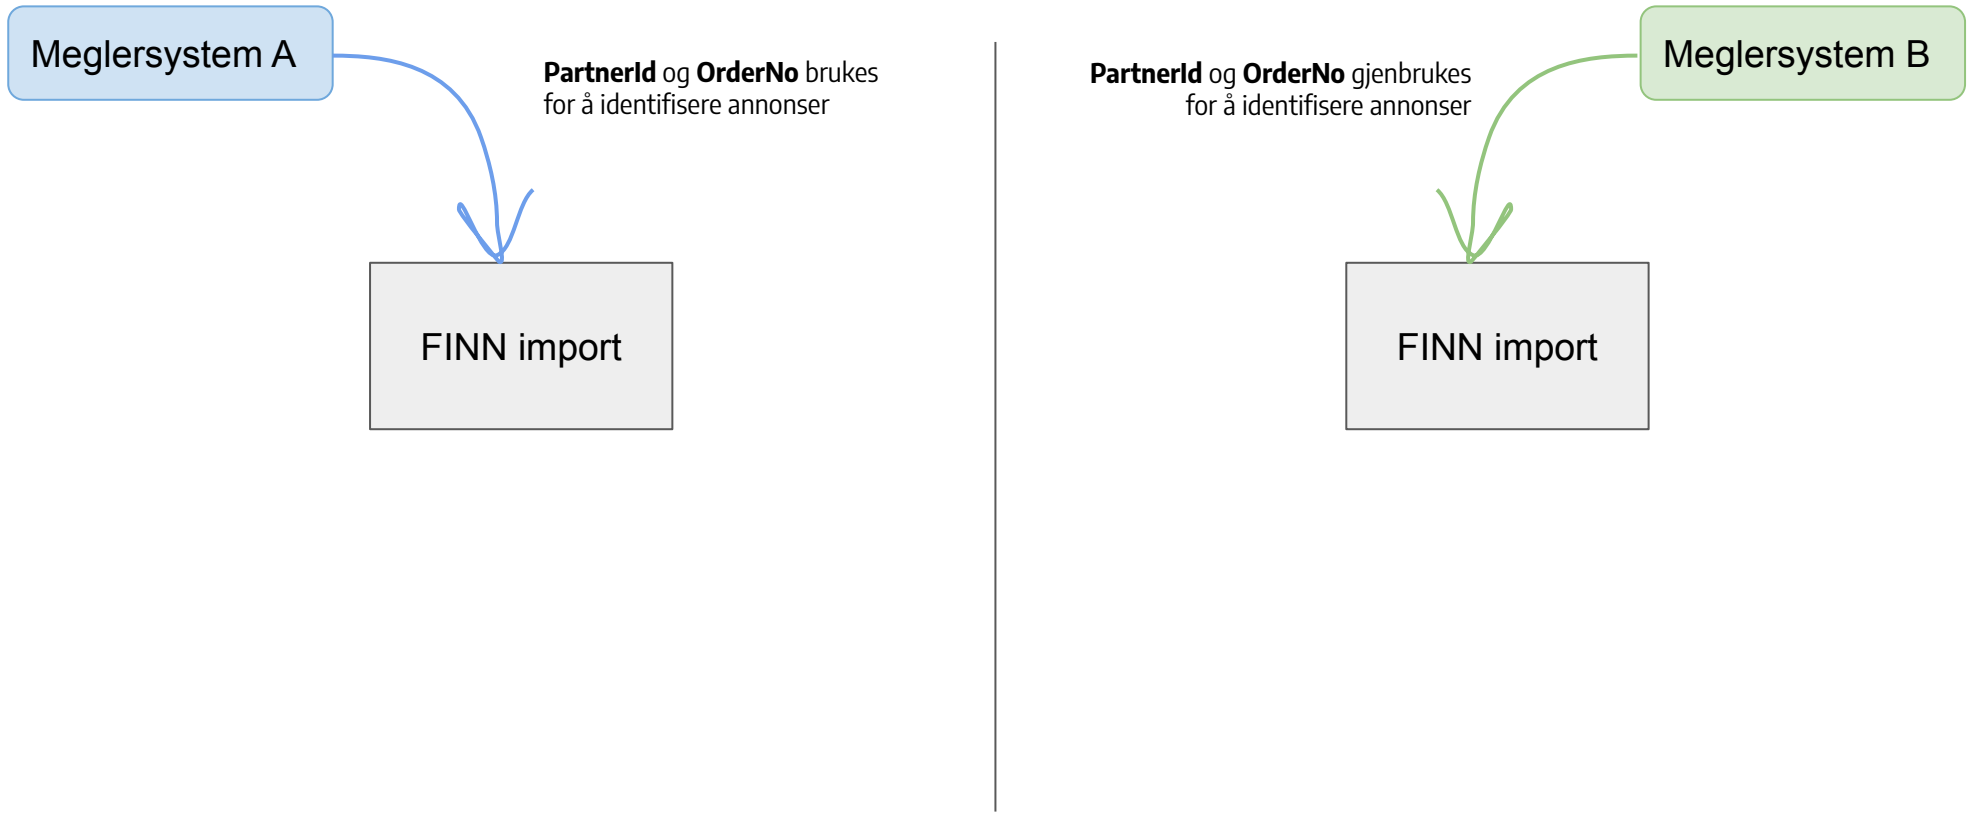 Meglersystem A
PartnerId og OrderNo brukes
for å identifisere annonser
FINN import
Meglersystem B
PartnerId og OrderNo gjenbrukes
for å identifisere annonser
FINN import